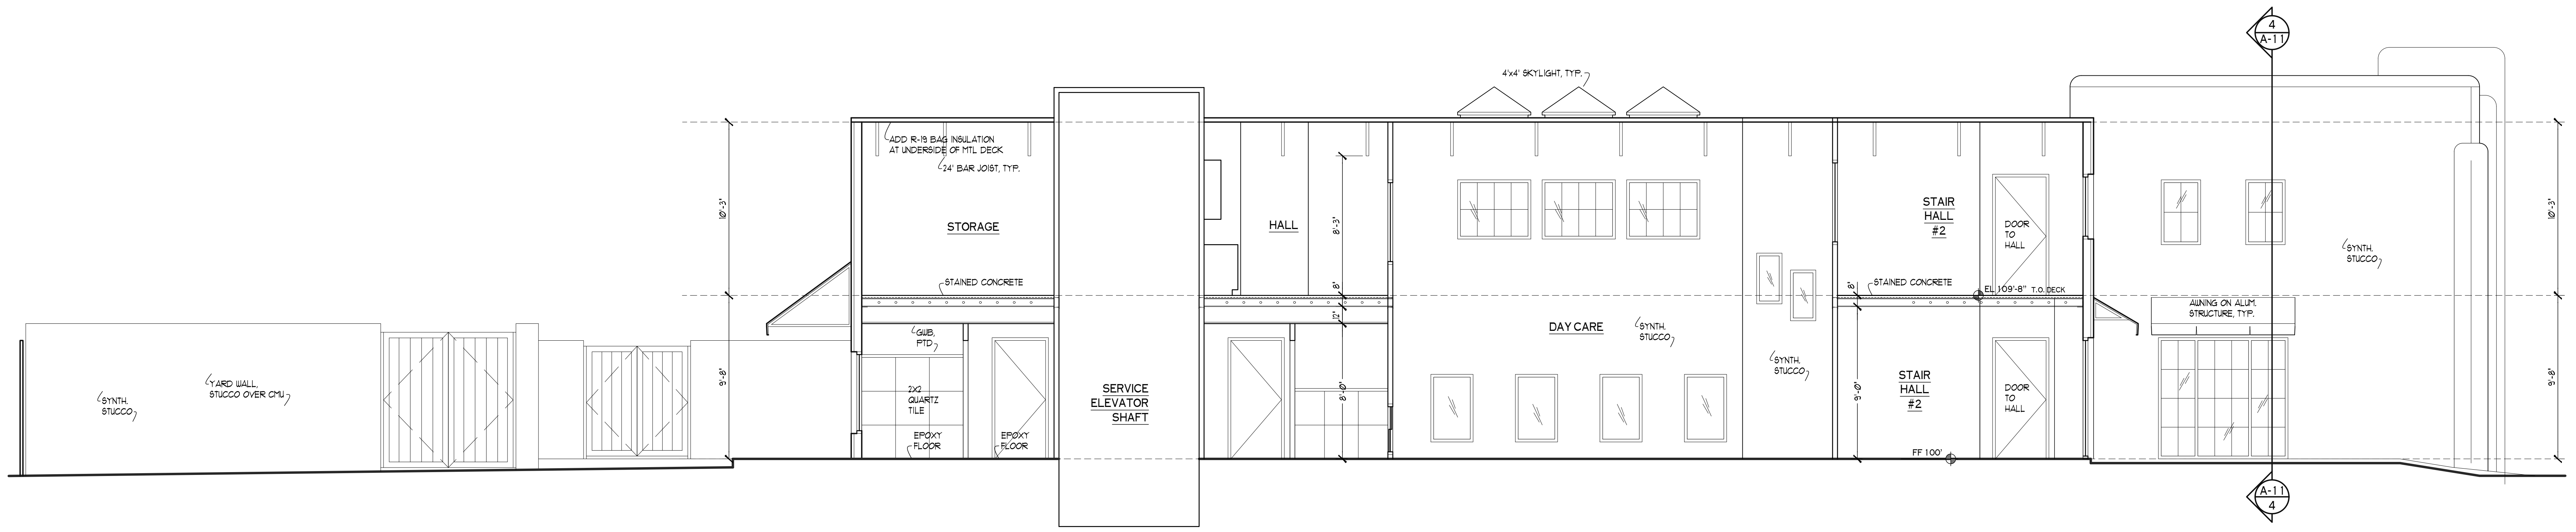 4
A-11
4'x4' SKYLIGHT, TYP.
ADD R-19 BAG INSULATION
AT UNDERSIDE OF MTL DECK
24" BAR JOIST, TYP.
10'-3"
STORAGE
HALL
8'-3"
STAIR
HALL
#2
DOOR
TO
HALL
10'-3"
SYNTH.
STUCCO
STAINED CONCRETE
8"
8"
STAINED CONCRETE
EL 109'-8" T.O. DECK
AWNING ON ALUM.
STRUCTURE, TYP.
12"
GWB,
PTD
DAY CARE
SYNTH.
STUCCO
SYNTH.
STUCCO
9'-8"
YARD WALL,
STUCCO OVER CMU
SYNTH.
STUCCO
2X2
QUARTZ
TILE
SERVICE
ELEVATOR
SHAFT
8'-0"
9'-0"
STAIR
HALL
#2
DOOR
TO
HALL
9'-8"
EPOXY
FLOOR
EPOXY
FLOOR
FF 100'
A-11
4